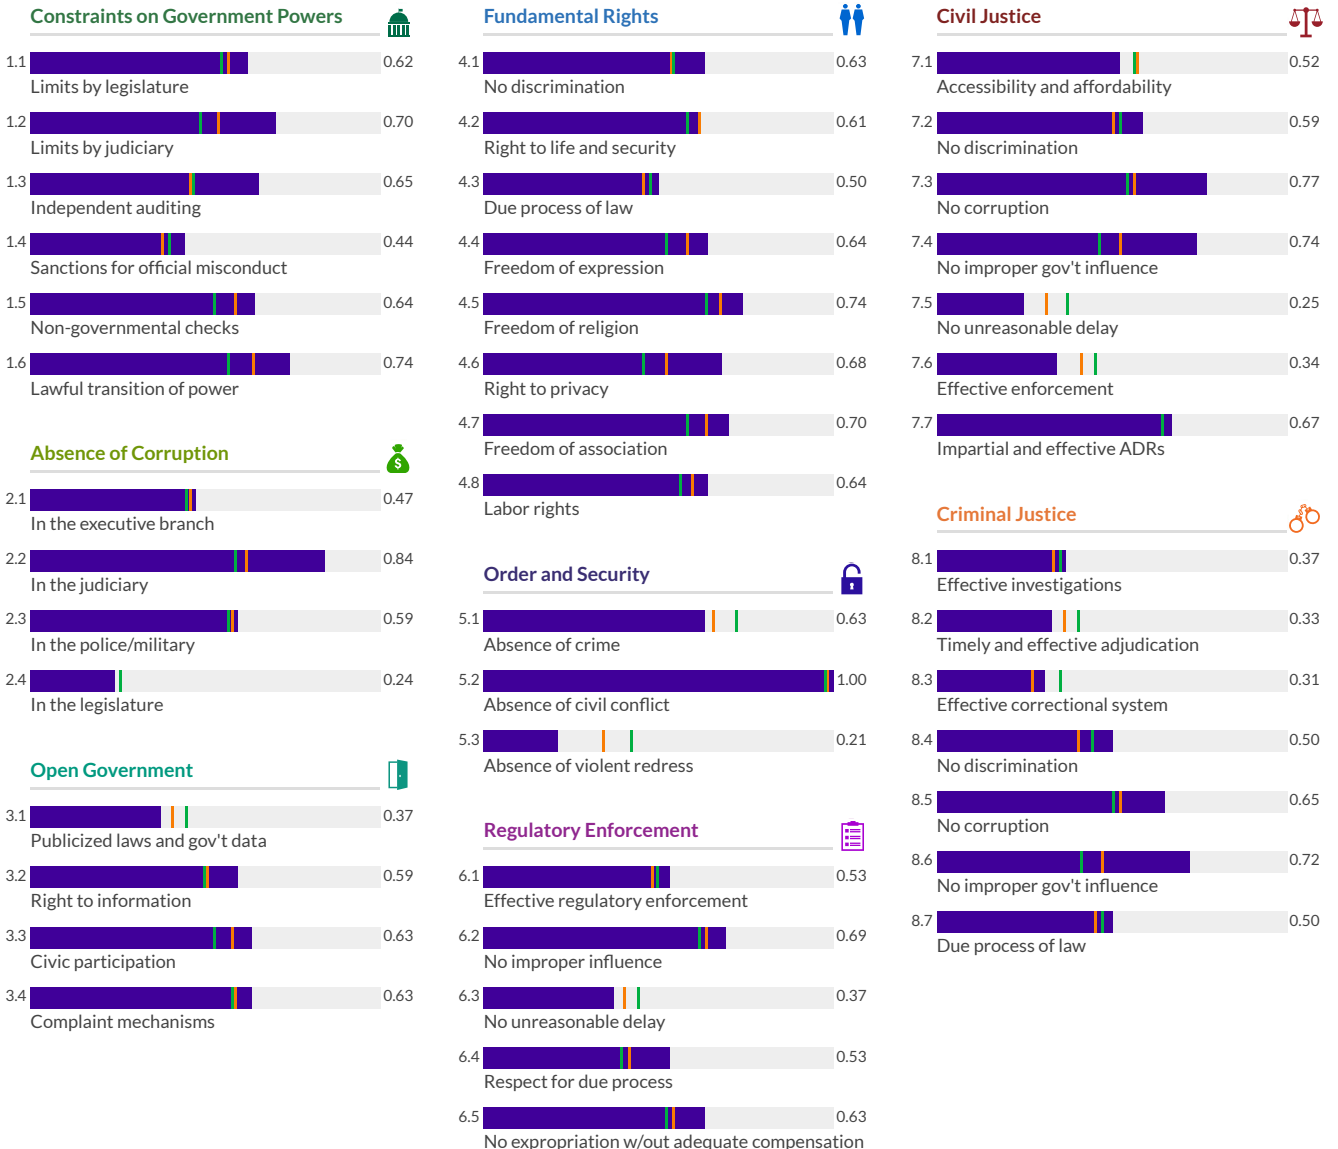 Constraints on Government Powers
1.1 0.62
Limits by legislature
1.2 0.70
Limits by judiciary
1.3 0.65
Independent auditing
1.4 0.44
Sanctions for official misconduct
1.5 0.64
Non-governmental checks
1.6 0.74
Lawful transition of power
Absence of Corruption
$
2.1 0.47
In the executive branch
2.2 0.84
In the judiciary
2.3 0.59
In the police/military
2.4 0.24
In the legislature
Open Government
3.1 0.37
Publicized laws and gov't data
3.2 0.59
Right to information
3.3 0.63
Civic participation
3.4 0.63
Complaint mechanisms
Fundamental Rights
4.1 0.63
No discrimination
4.2 0.61
Right to life and security
4.3 0.50
Due process of law
4.4 0.64
Freedom of expression
4.5 0.74
Freedom of religion
4.6 0.68
Right to privacy
4.7 0.70
Freedom of association
4.8 0.64
Labor rights
Order and Security
5.1 0.63
Absence of crime
5.2 1.00
Absence of civil conflict
5.3 0.21
Absence of violent redress
Regulatory Enforcement
6.1 0.53
Effective regulatory enforcement
6.2 0.69
No improper influence
6.3 0.37
No unreasonable delay
6.4 0.53
Respect for due process
6.5 0.63
No expropriation w/out adequate compensation
Civil Justice
7.1 0.52
Accessibility and affordability
7.2 0.59
No discrimination
7.3 0.77
No corruption
7.4 0.74
No improper gov't influence
7.5 0.25
No unreasonable delay
7.6 0.34
Effective enforcement
7.7 0.67
Impartial and effective ADRs
Criminal Justice
8.1 0.37
Effective investigations
8.2 0.33
Timely and effective adjudication
8.3 0.31
Effective correctional system
8.4 0.50
No discrimination
8.5 0.65
No corruption
8.6 0.72
No improper gov't influence
8.7 0.50
Due process of law